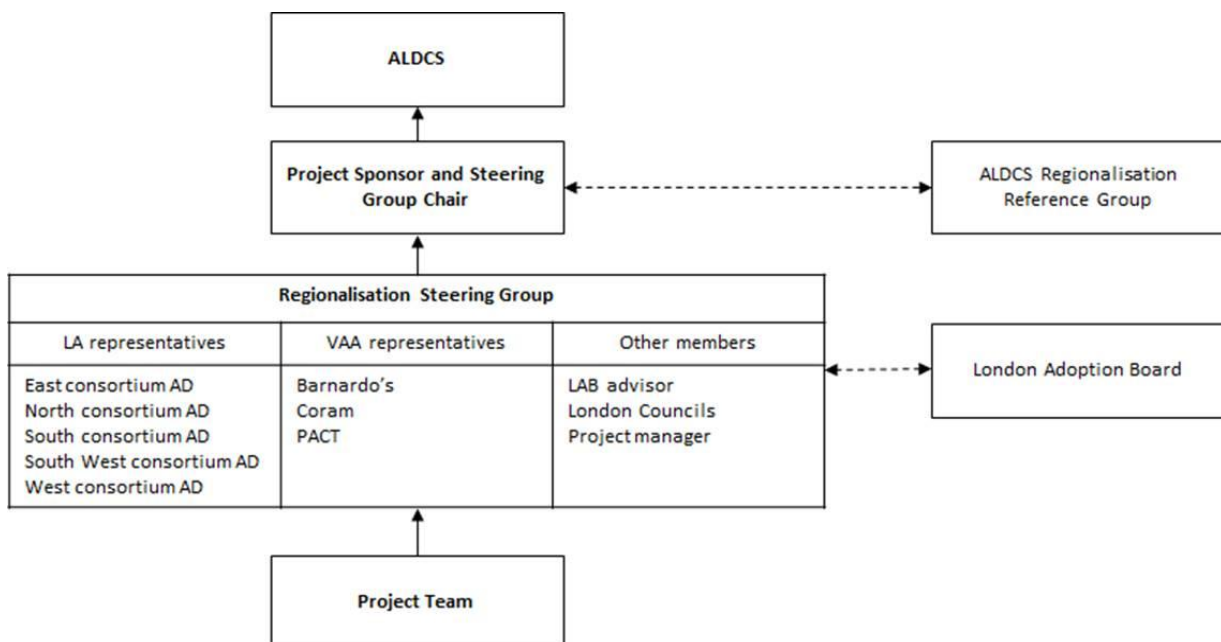 ALDCS
Project Sponsor and Steering
Group Chair
ALDCS Regionalisation
Reference Group
Regionalisation Steering Group
LA representatives
VAA representatives
Other members
East consortium AD
North consortium AD
South consortium AD
South West consortium AD
West consortium AD
Barnardo's
Coram
PACT
LAB advisor
London Councils
Project manager
London Adoption Board
Project Team